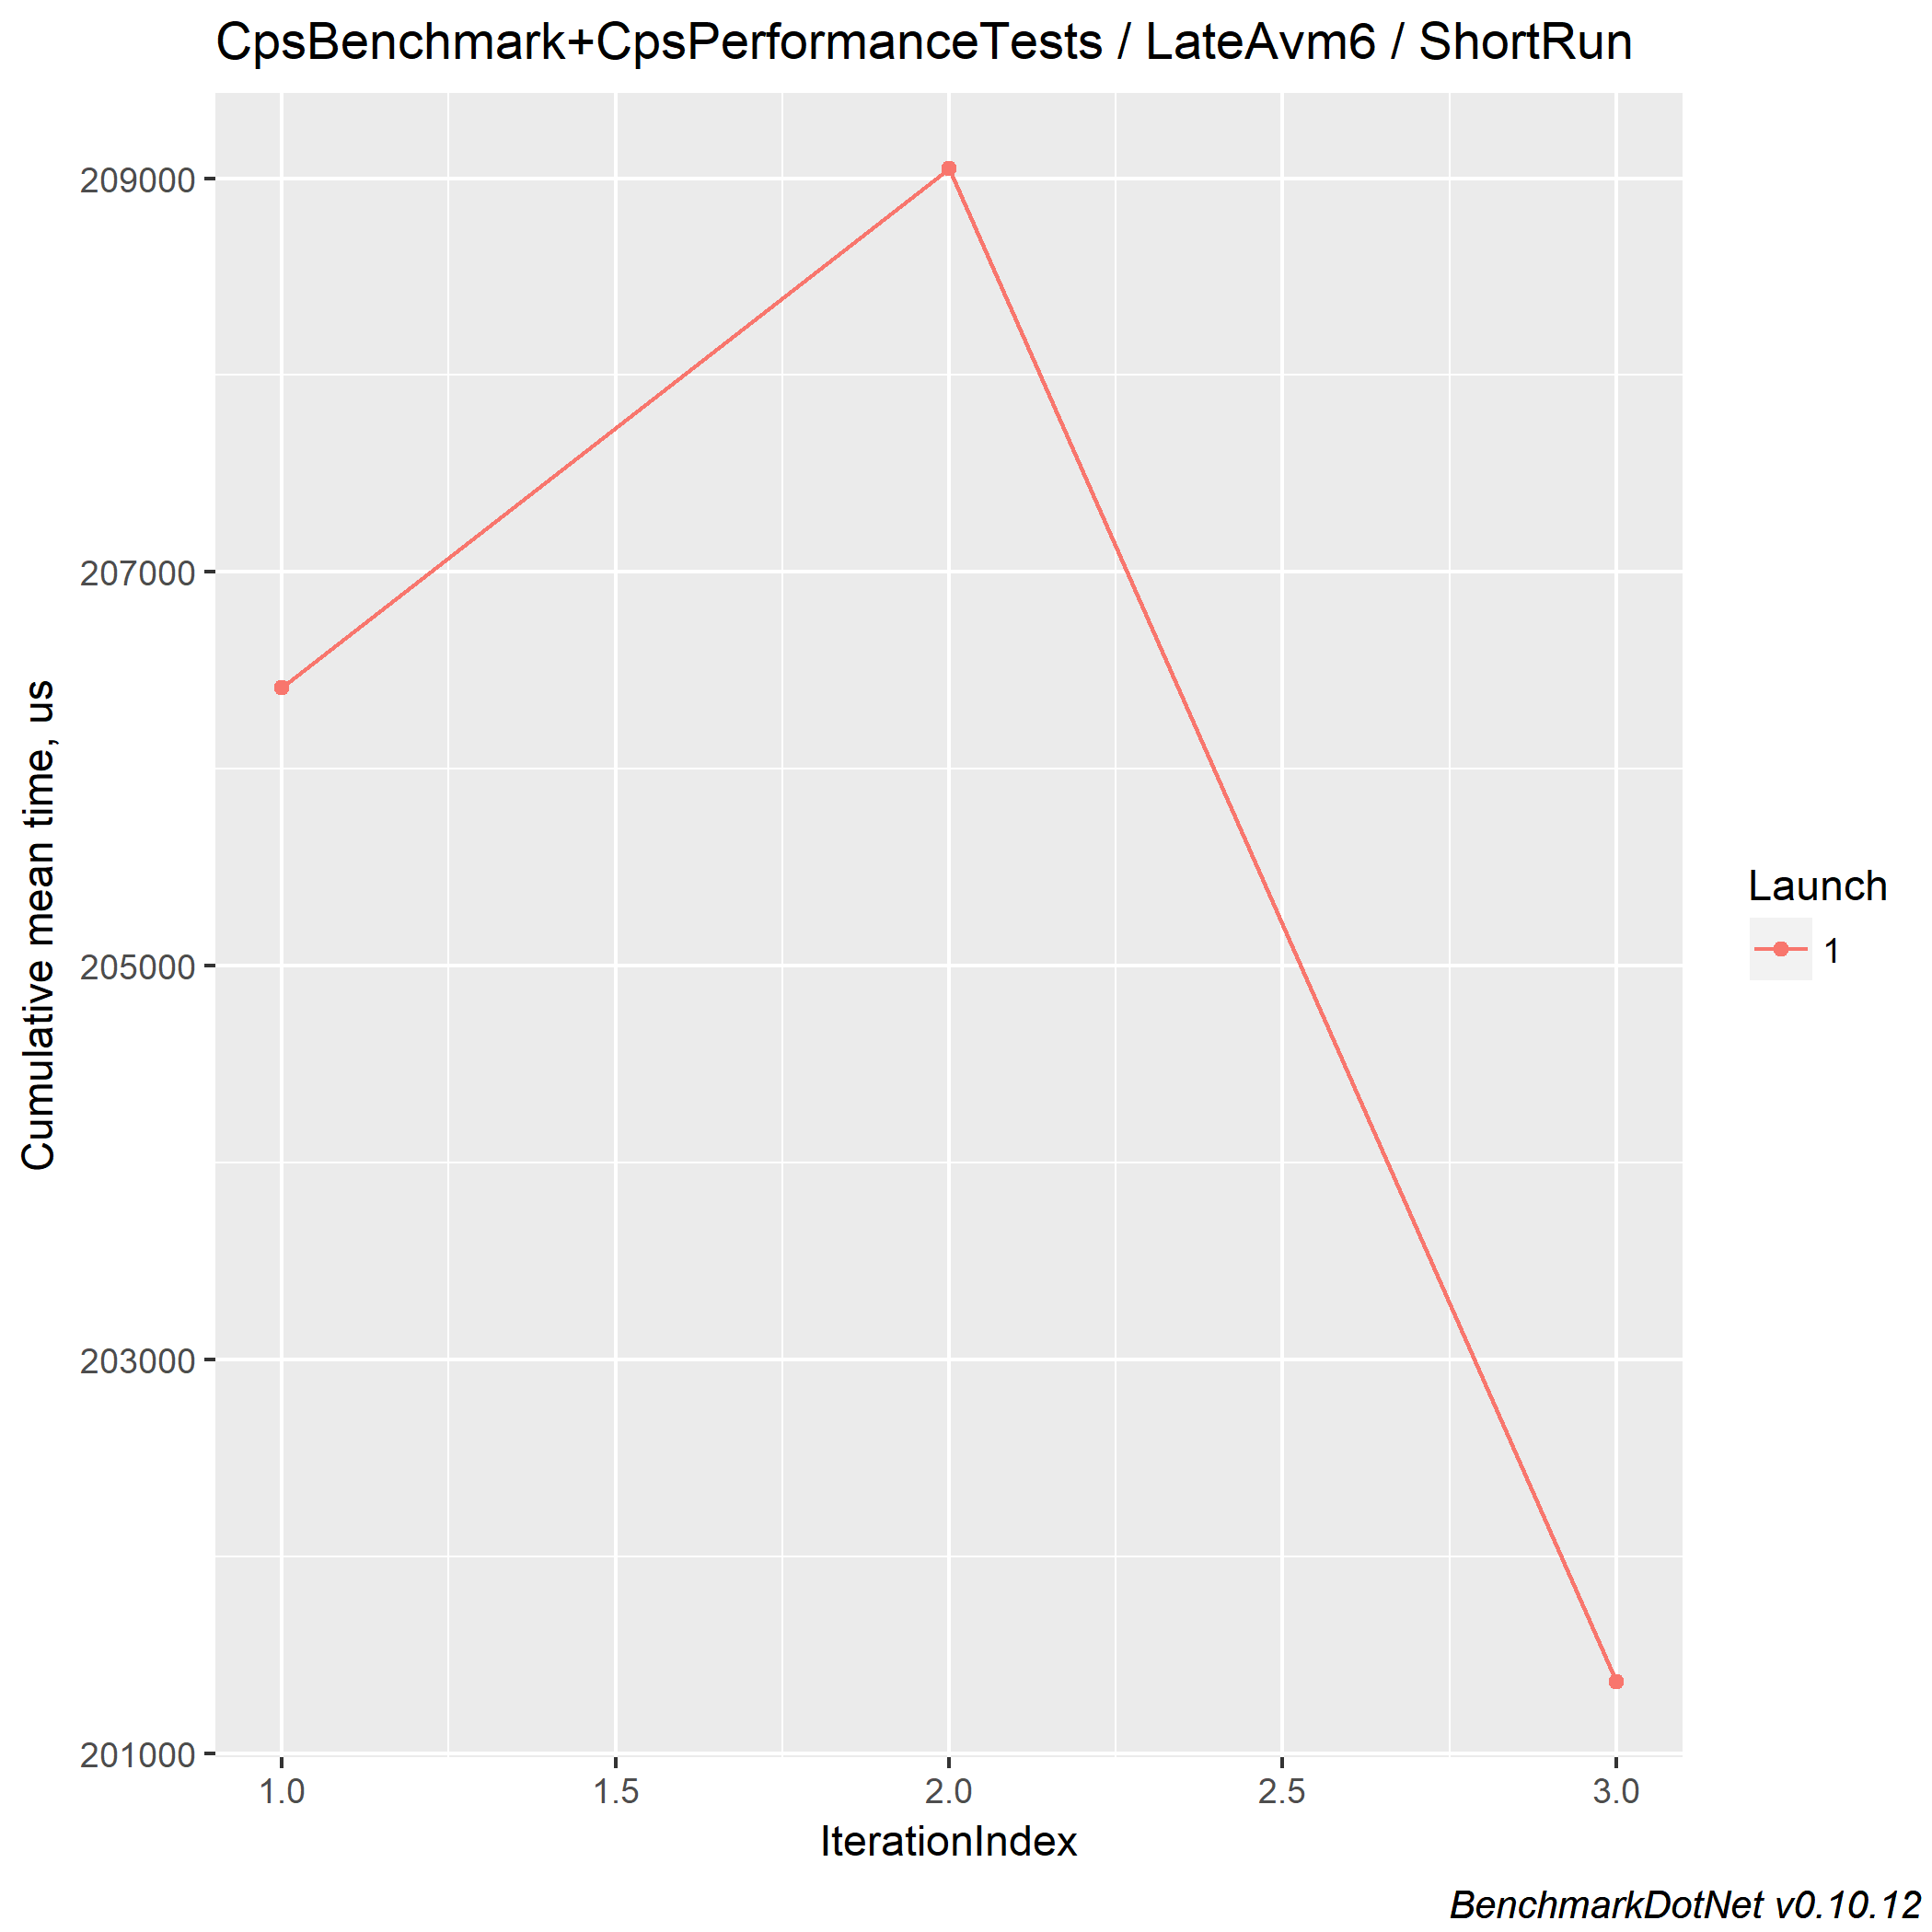 CpsBenchmark+CpsPerformanceTests / LateAvm6 / ShortRun
Cumulative mean time, us
209000
207000
205000
203000
201000
1.0 1.5 2.0 2.5 3.0
IterationIndex
Launch
1
BenchmarkDotNet v0.10.12